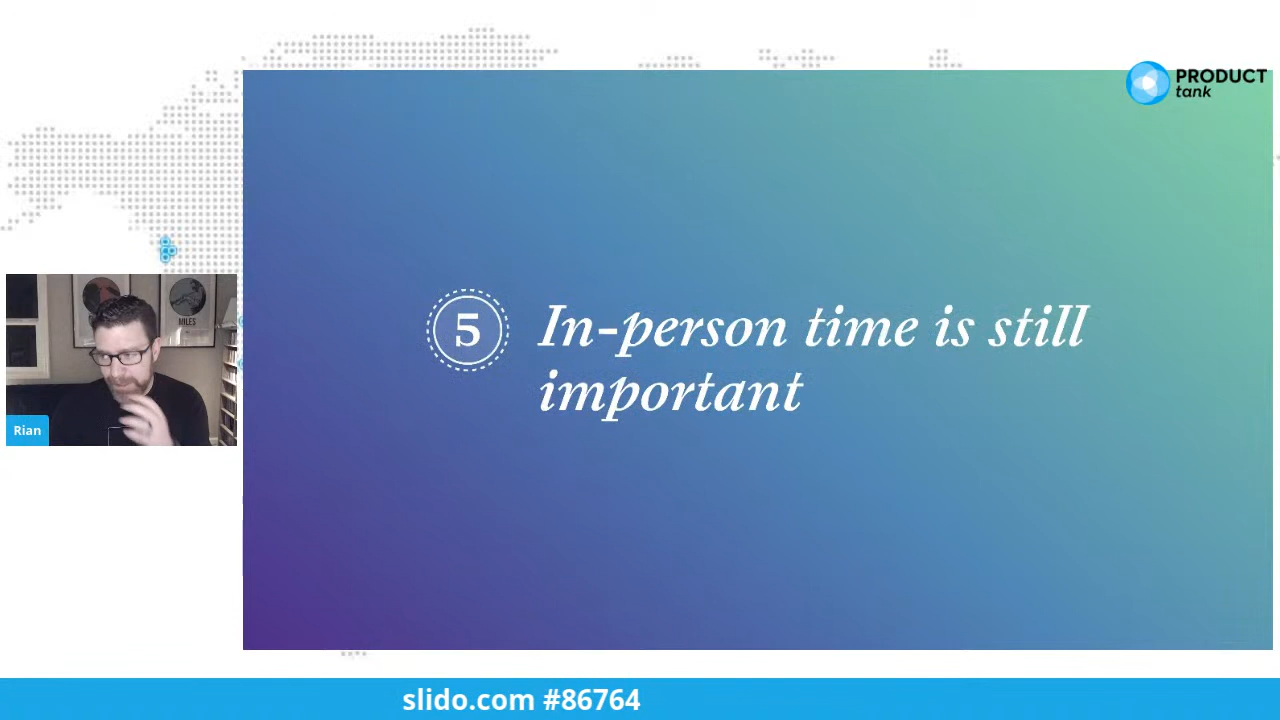 PRODUCT
tank
5
In-person time is still
important
MILES
Rian
slido.com #86764